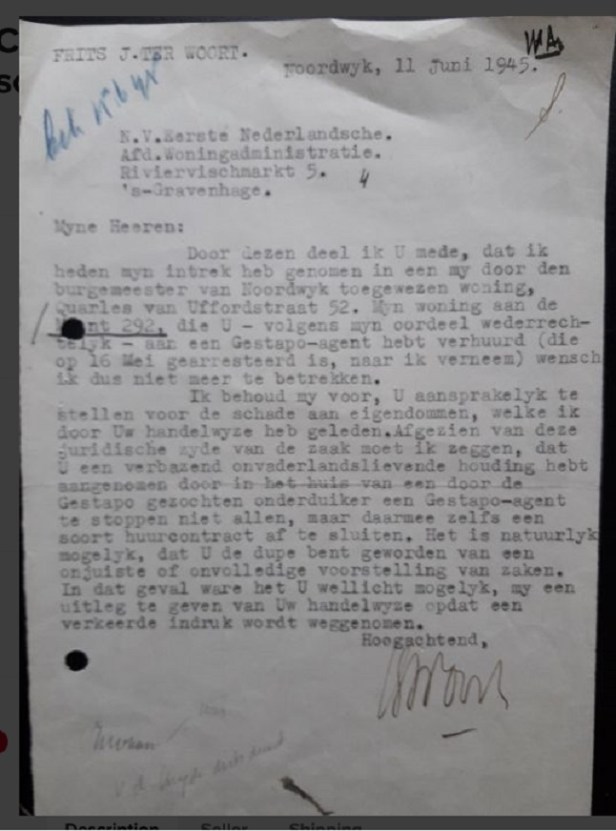 FRITS J.TER WOORT.
Noordwyk, 11 Juni 1945.
N.V.Eerste Nederlandsche.
Afd.Woningadministratie.
Riviervischmarkt 5.
4
's-Gravenhage.
Myne Heeren:
Door dezen deel ik U mede, dat ik
heden myn intrek heb genomen in een my door den
burgemeester van Noordwyk toegewezen woning,
Quarles van Uffordstraat 52. Myn woning aan de
292, die U - volgens myn oordeel wederrech-
telyk - aan een Gestapo-agent hebt verhuurd (die
op 16 Mei gearresteerd is, naar ik verneem) wensch
ik dus niet meer te betrekken.
Ik behoud my voor, U aansprakelyk te
stellen voor de schade aan eigendommen, welke ik
door Uw handelwyze heb geleden.Afgezien van deze
juridische zyde van de zaak moet ik zeggen, dat
U een verbazend onvaderlandslievende houding hebt
aangenomen door in het huis van een door de
Gestapo gezochten onderduiker een Gestapo-agent
te stoppen niet allen, maar daarmee zelfs een
soort huurcontract af te sluiten. Het is natuurlyk
mogelyk, dat U de dupe bent geworden van een
onjuiste of onvolledige voorstelling van zaken.
In dat geval ware het U wellicht mogelyk, my een
uitleg te geven van Uw handelwyze opdat een
verkeerde indruk wordt weggenomen.
Hoogachtend,
Description Seller Shipping